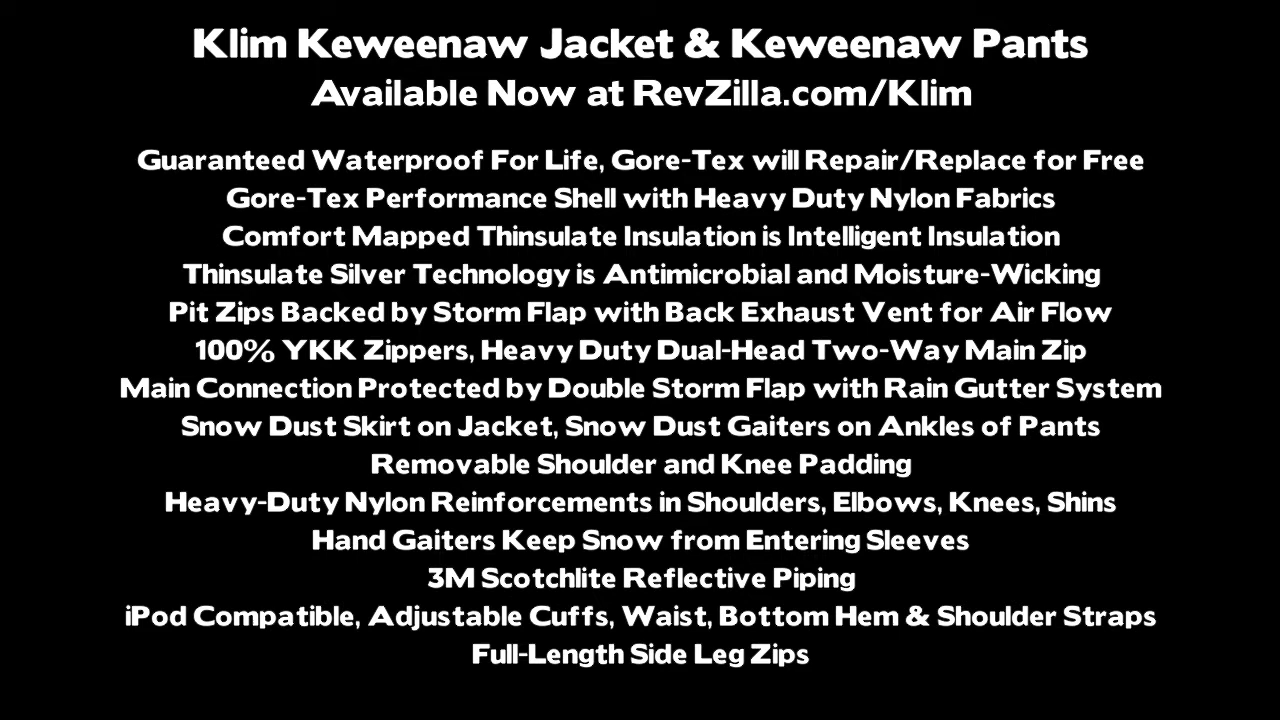 Klim Keweenaw Jacket & Keweenaw Pants
Available Now at RevZilla.com/Klim
Guaranteed Waterproof For Life, Gore-Tex will Repair/Replace for Free
Gore-Tex Performance Shell with Heavy Duty Nylon Fabrics
Comfort Mapped Thinsulate Insulation is Intelligent Insulation
Thinsulate Silver Technology is Antimicrobial and Moisture-Wicking
Pit Zips Backed by Storm Flap with Back Exhaust Vent for Air Flow
100% YKK Zippers, Heavy Duty Dual-Head Two-Way Main Zip
Main Connection Protected by Double Storm Flap with Rain Gutter System
Snow Dust Skirt on Jacket, Snow Dust Gaiters on Ankles of Pants
Removable Shoulder and Knee Padding
Heavy-Duty Nylon Reinforcements in Shoulders, Elbows, Knees, Shins
Hand Gaiters Keep Snow from Entering Sleeves
3M Scotchlite Reflective Piping
iPod Compatible, Adjustable Cuffs, Waist, Bottom Hem & Shoulder Straps
Full-Length Side Leg Zips